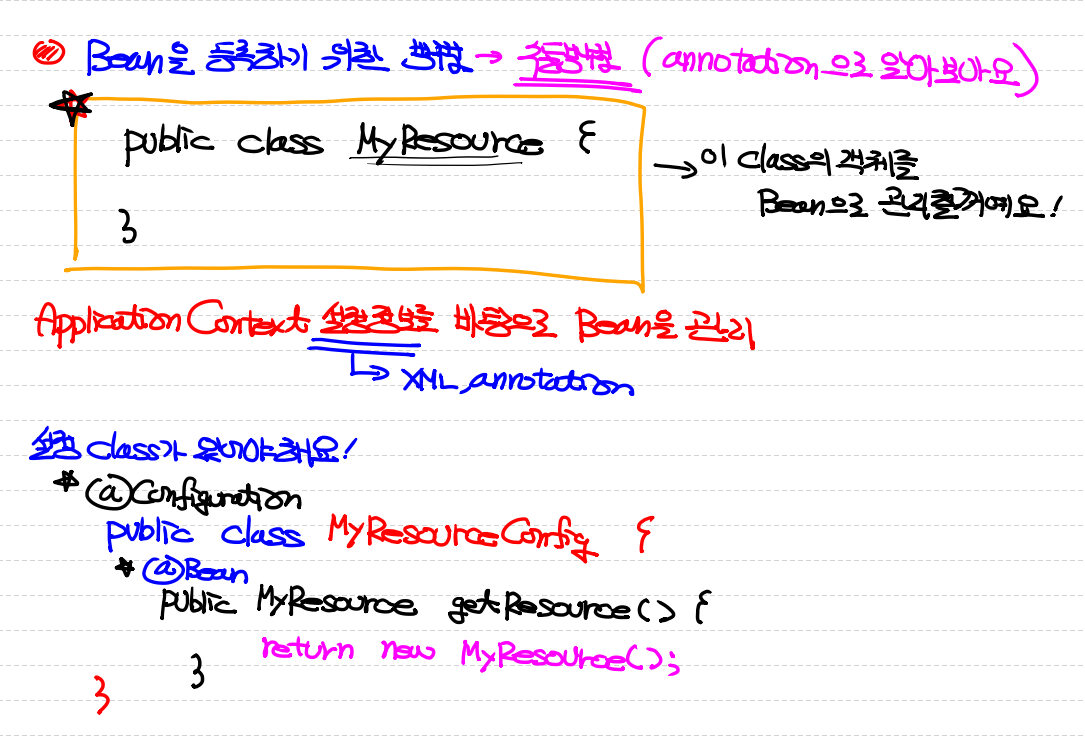 Bean을 등록하기 위한 방법 → 수동방법 (annotation으로 알아보아요)
public class MyResource {
}
→ 이 class의 객체를
Bean으로 관리할꺼예요!
Application Context 설정정보를 바탕으로 Bean을 관리
→ XML, annotation
설정 class가 있어야해요!
* @Configuration
public class MyResourceConfig {
* @Bean
public MyResource getResource() {
return new MyResource();
}
}